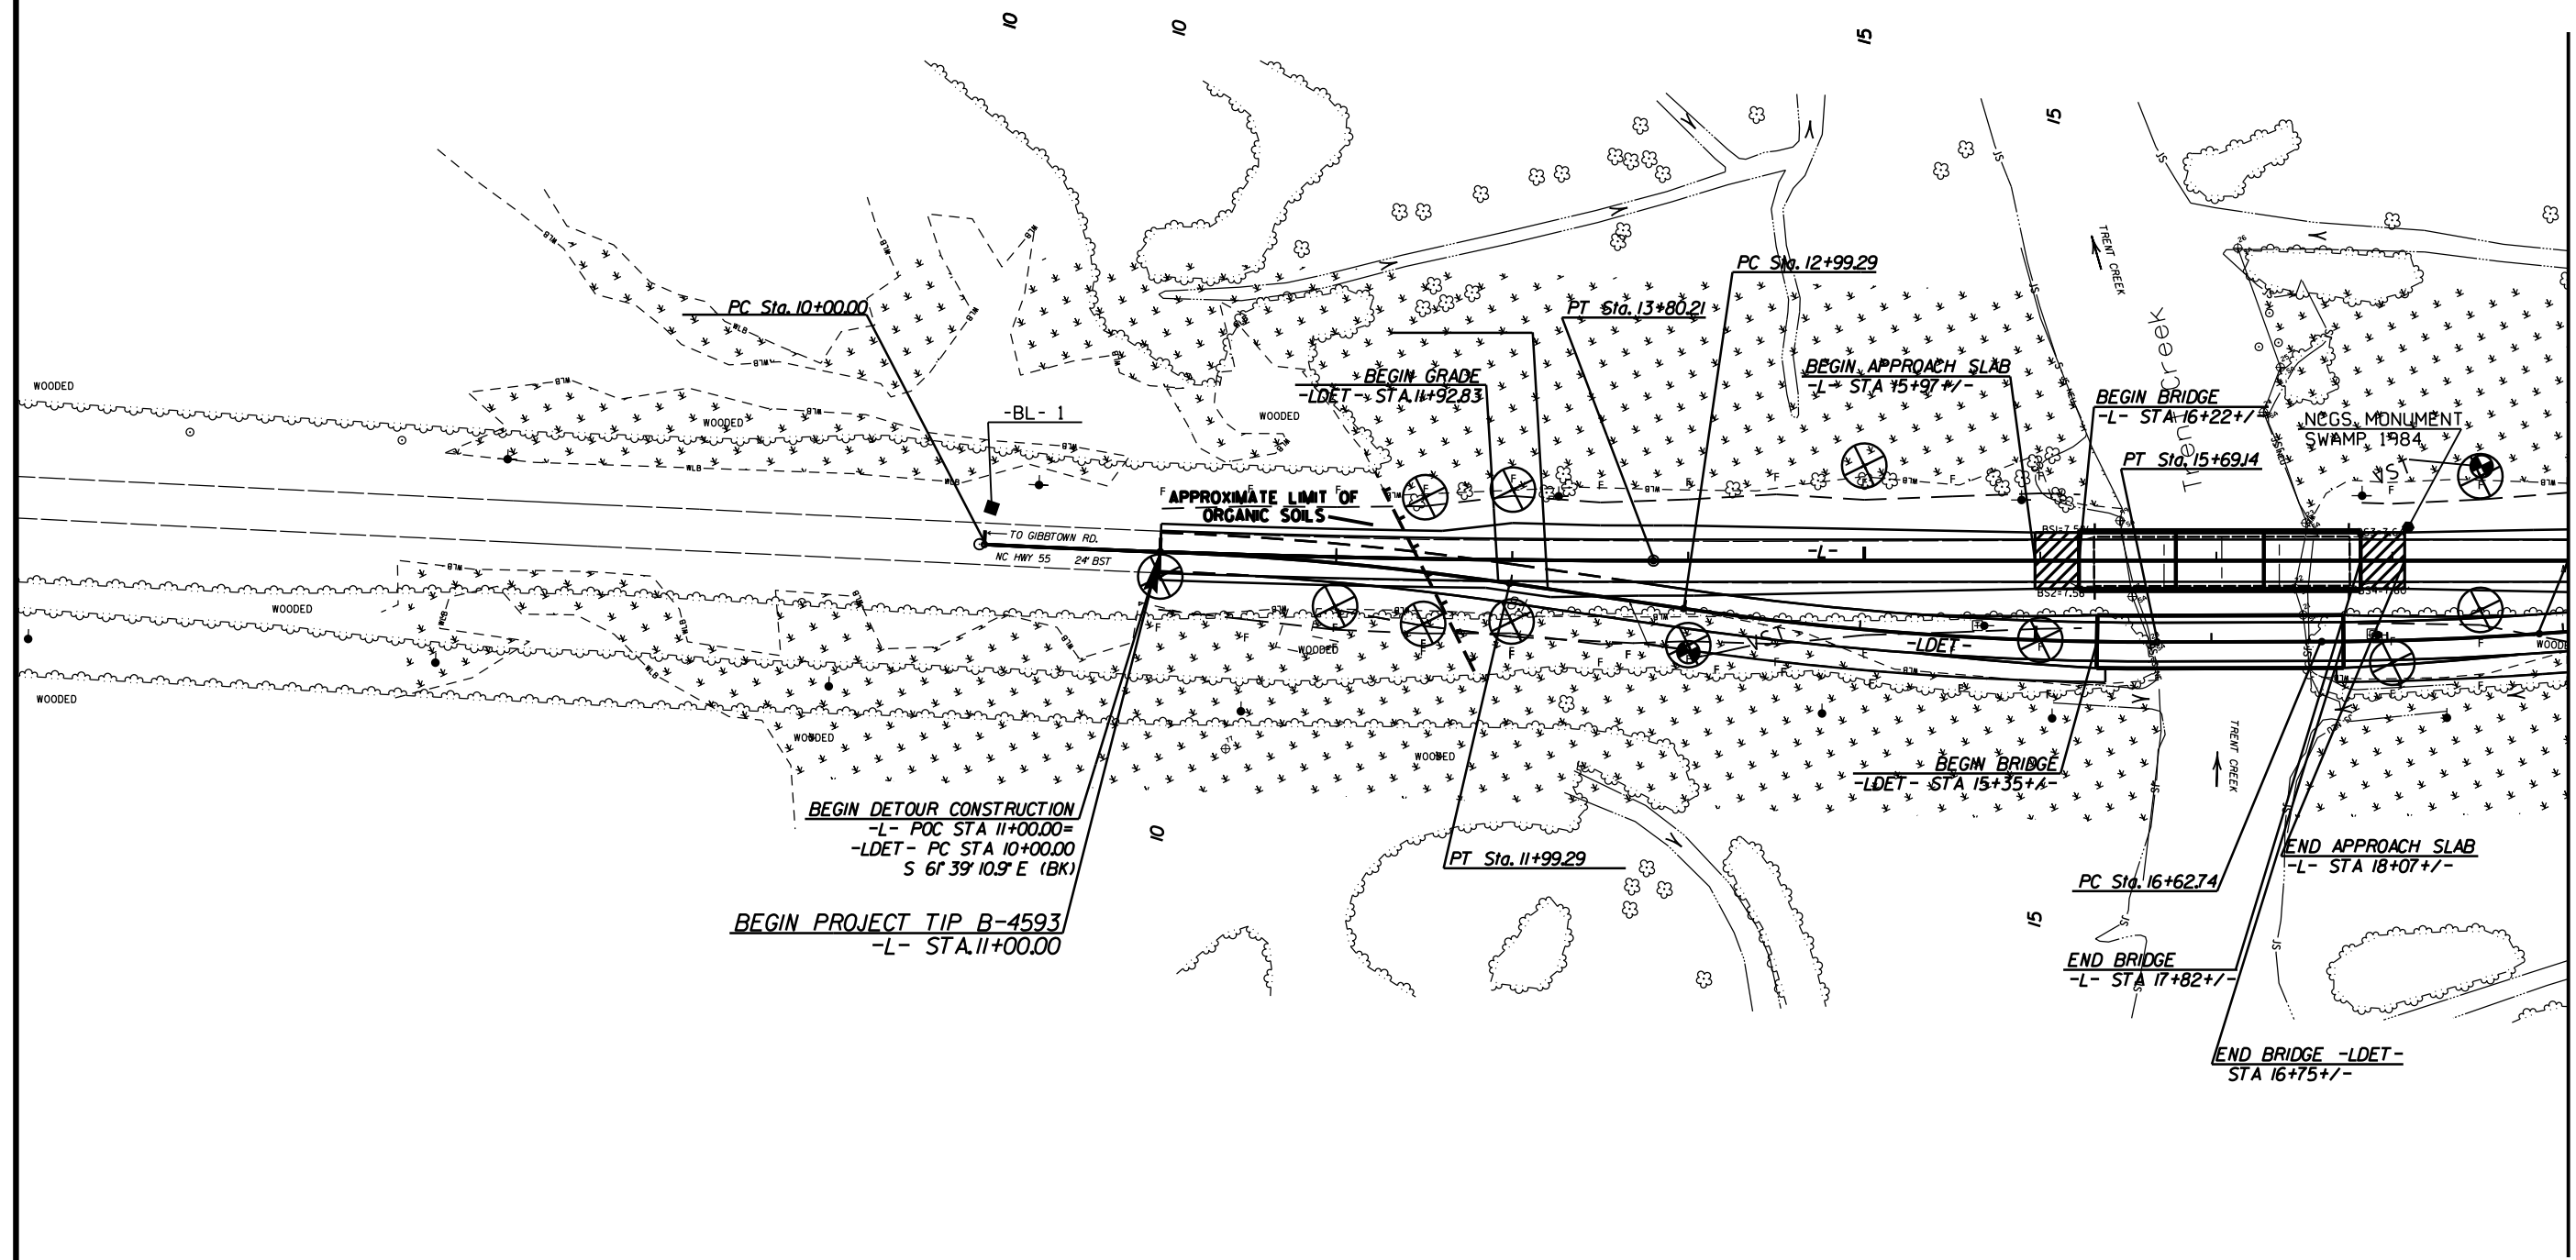 10
10
15
15
PC Sta. 10+00.00
-BL- 1
WOODED
WOODED
WOODED
WOODED
WOODED
WOODED
WOODED
WOODED
BEGIN GRADE
-LDET- STA.11+92.83
PT Sta. 13+80.21
PC Sta. 12+99.29
BEGIN APPROACH SLAB
-L- STA 15+97+/-
BEGIN BRIDGE
-L- STA 16+22+/-
NCGS MONUMENT
SWAMP 1984
PT Sta. 15+69.14
TRENT CREEK
Trent Creek
APPROXIMATE LIMIT OF
ORGANIC SOILS
TO GIBBTOWN RD.
NC HWY 55 24' BST
-L-
-LDET-
VST
VST
BS2=7.56
BEGIN BRIDGE
-LDET- STA 15+35+/-
TRENT CREEK
BEGIN DETOUR CONSTRUCTION
-L- POC STA 11+00.00=
-LDET- PC STA 10+00.00
S 61° 39' 10.9" E (BK)
BEGIN PROJECT TIP B-4593
-L- STA.11+00.00
10
PT Sta. 11+99.29
END APPROACH SLAB
-L- STA 18+07+/-
PC Sta. 16+62.74
15
END BRIDGE
-L- STA 17+82+/-
END BRIDGE -LDET-
STA 16+75+/-